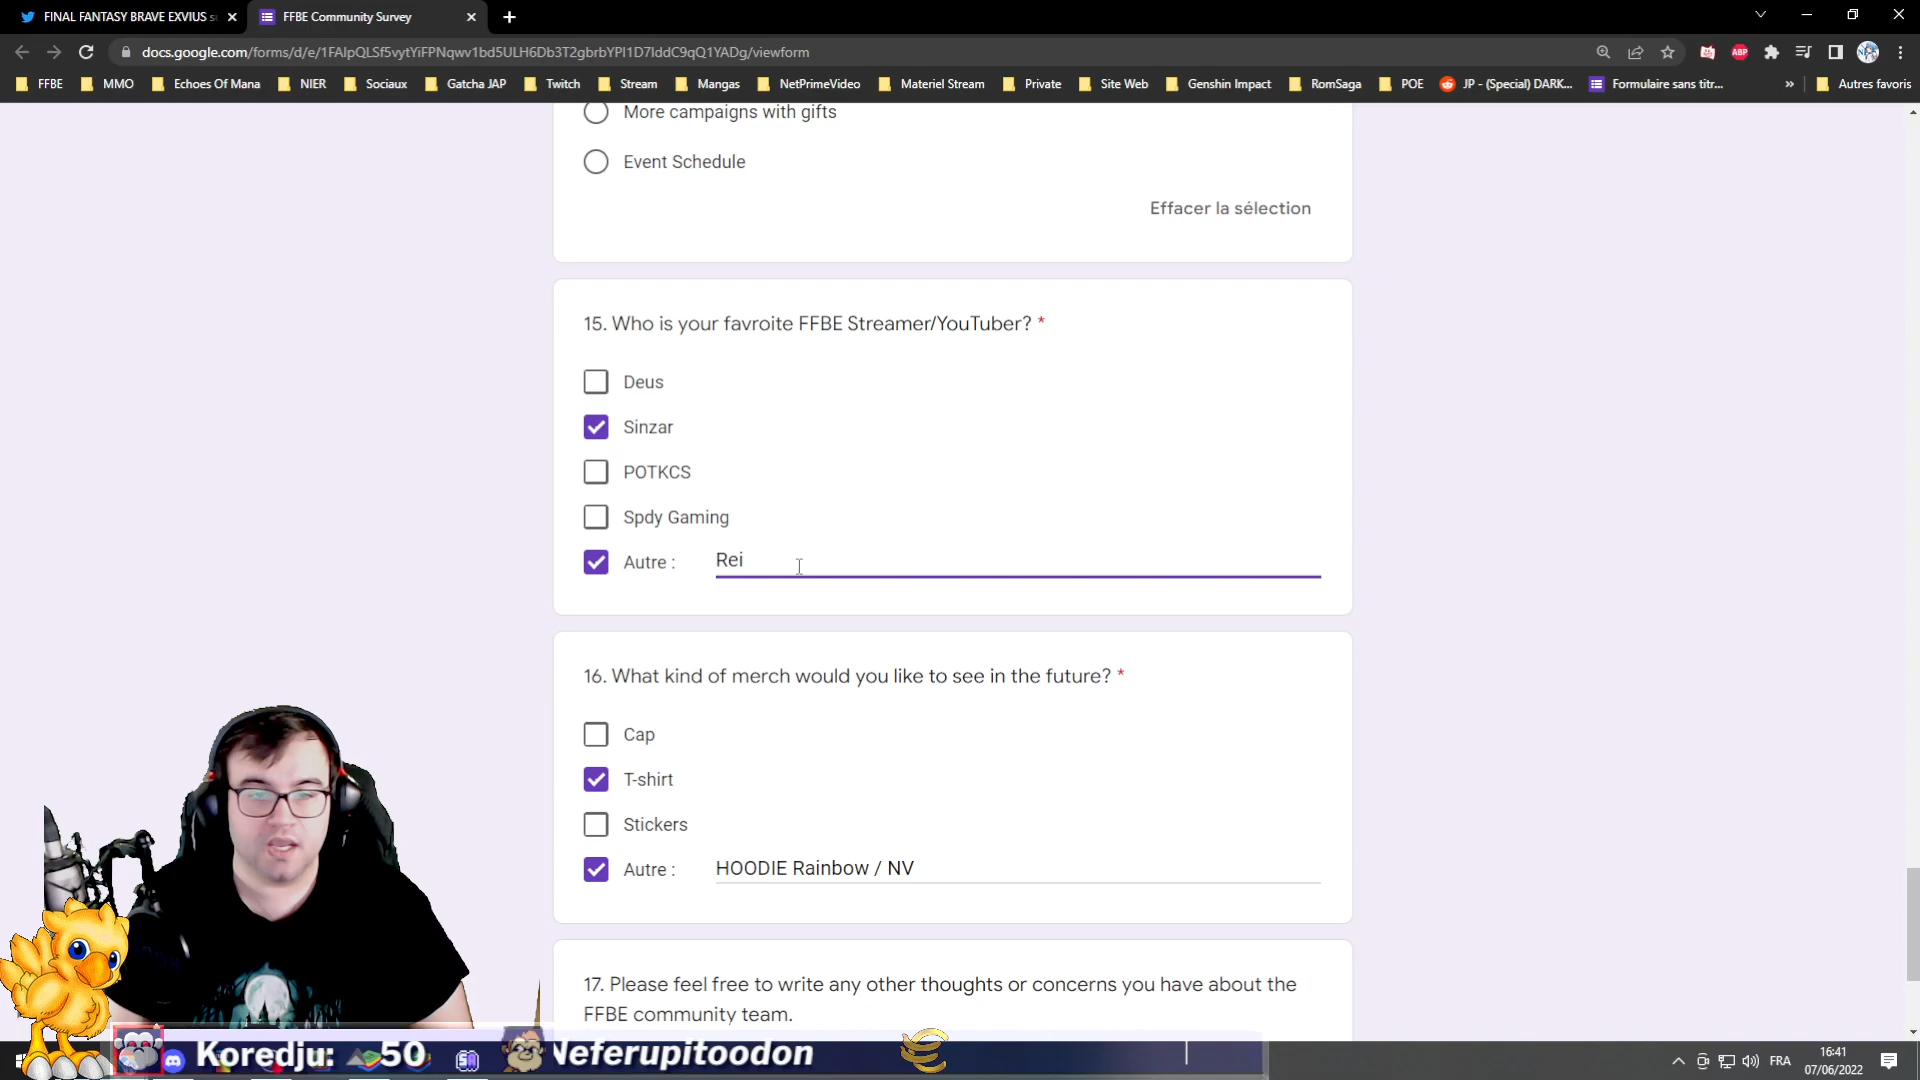 FINAL FANTASY BRAVE EXVIUS su
FFBE Community Survey
docs.google.com/forms/d/e/1FAIpQLSf5vytYiFPNqwv1bd5ULH6Db3T2gbrbYPI1D7IddC9qQ1YADg/viewform
ABP
FFBE
MMO
Echoes Of Mana
NIER
Sociaux
Gatcha JAP
Twitch
Stream
Mangas
NetPrimeVideo
Materiel Stream
Private
Site Web
Genshin Impact
RomSaga
POE
JP - (Special) DARK...
Formulaire sans titr...
»
Autres favoris
More campaigns with gifts
Event Schedule
Effacer la sélection
15. Who is your favroite FFBE Streamer/YouTuber? *
Deus
Sinzar
POTKCS
Spdy Gaming
Autre :
Rei
16. What kind of merch would you like to see in the future? *
Cap
T-shirt
Stickers
Autre :
HOODIE Rainbow / NV
17. Please feel free to write any other thoughts or concerns you have about the
FFBE community team.
Koredju:
50
Neferupitoodon
FRA
16:41
07/06/2022